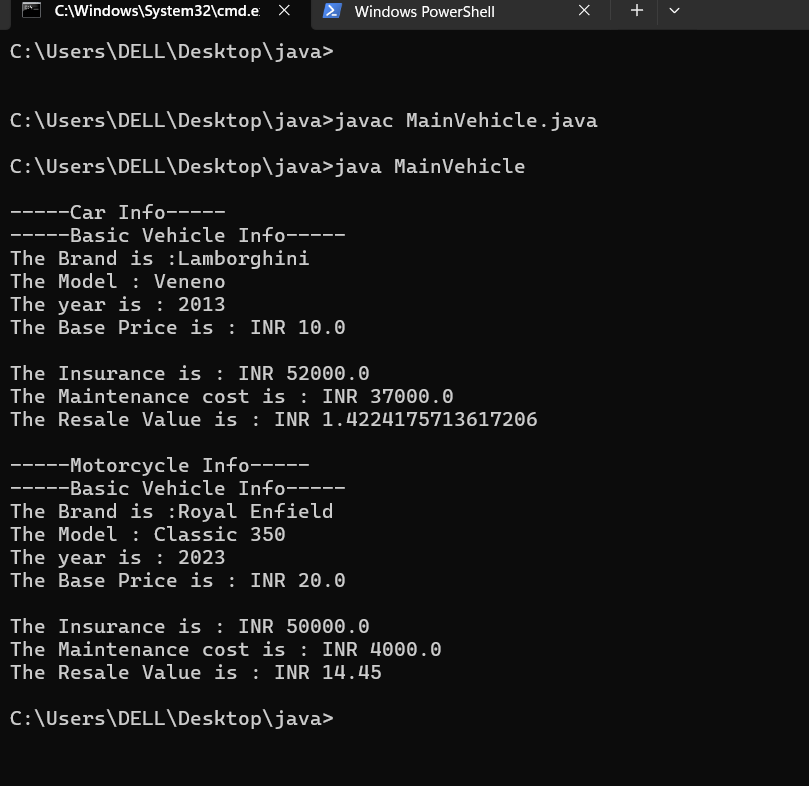 C:\Windows\System32\cmd.e
Windows PowerShell
C:\Users\DELL\Desktop\java>
C:\Users\DELL\Desktop\java>javac MainVehicle.java
C:\Users\DELL\Desktop\java>java MainVehicle
-----Car Info-----
-----Basic Vehicle Info-----
The Brand is :Lamborghini
The Model : Veneno
The year is : 2013
The Base Price is : INR 10.0
The Insurance is : INR 52000.0
The Maintenance cost is : INR 37000.0
The Resale Value is : INR 1.4224175713617206
-----Motorcycle Info-----
-----Basic Vehicle Info-----
The Brand is :Royal Enfield
The Model : Classic 350
The year is : 2023
The Base Price is : INR 20.0
The Insurance is : INR 50000.0
The Maintenance cost is : INR 4000.0
The Resale Value is : INR 14.45
C:\Users\DELL\Desktop\java>